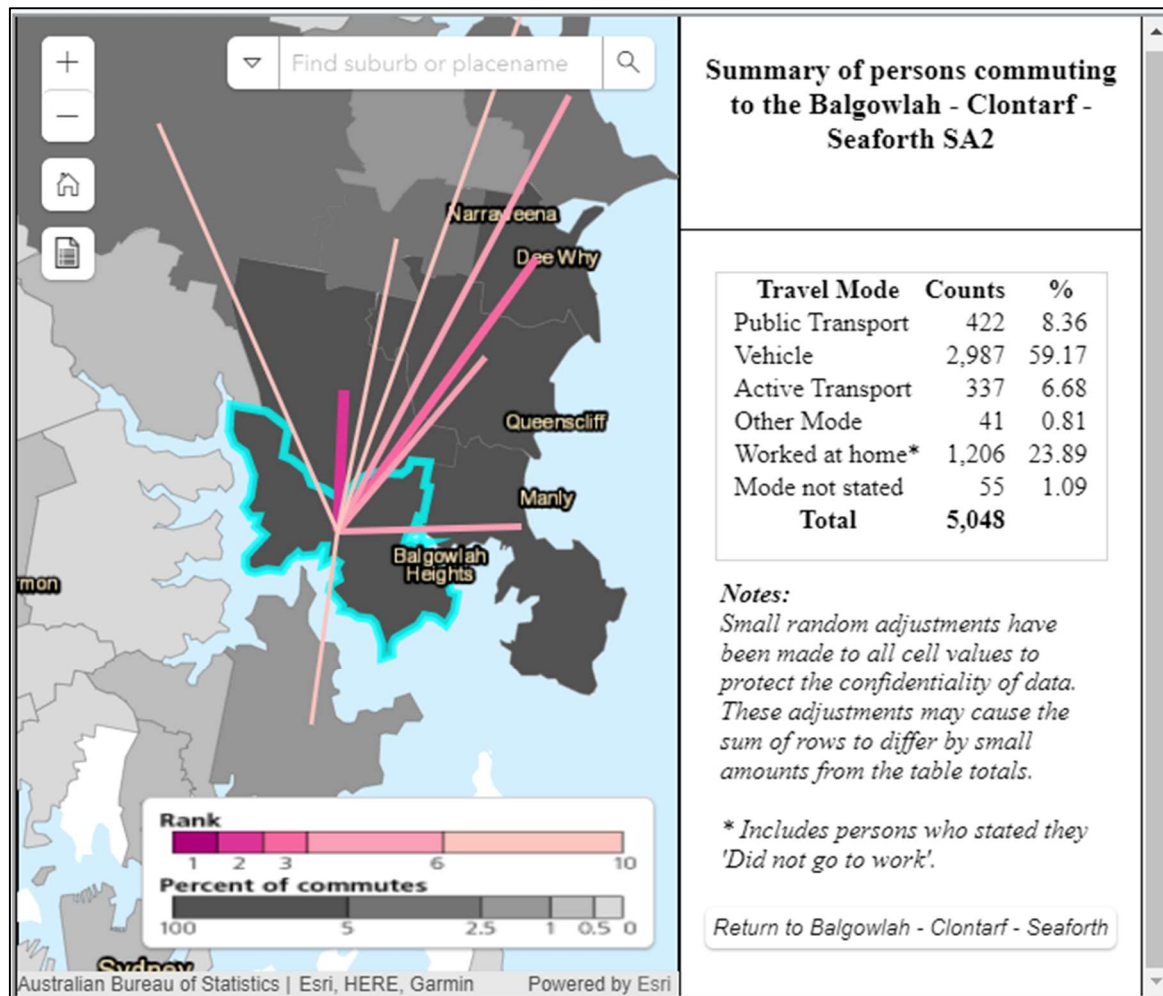 +
Find suburb or placename
−
Narraweena
Dee Why
Queenscliff
Manly
Balgowlah
Heights
rmon
Rank
1 2 3 6 10
Percent of commutes
100 5 2.5 1 0.5 0
Sydney
Australian Bureau of Statistics | Esri, HERE, Garmin Powered by Esri
Summary of persons commuting
to the Balgowlah - Clontarf -
Seaforth SA2
Travel Mode Counts %
Public Transport 422 8.36
Vehicle 2,987 59.17
Active Transport 337 6.68
Other Mode 41 0.81
Worked at home* 1,206 23.89
Mode not stated 55 1.09
Total 5,048
Notes:
Small random adjustments have
been made to all cell values to
protect the confidentiality of data.
These adjustments may cause the
sum of rows to differ by small
amounts from the table totals.
* Includes persons who stated they
'Did not go to work'.
Return to Balgowlah - Clontarf - Seaforth